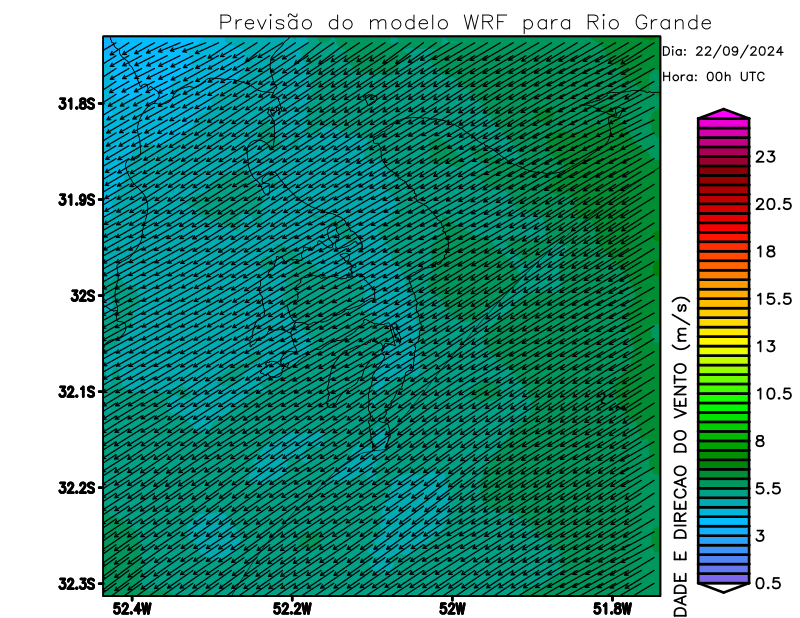 Previsão do modelo WRF para Rio Grande
Dia: 22/09/2024
Hora: 00h UTC
31.8S
31.9S
32S
32.1S
32.2S
32.3S
52.4W
52.2W
52W
51.8W
23
20.5
18
15.5
13
10.5
8
5.5
3
0.5
DADE E DIRECAO DO VENTO (m/s)